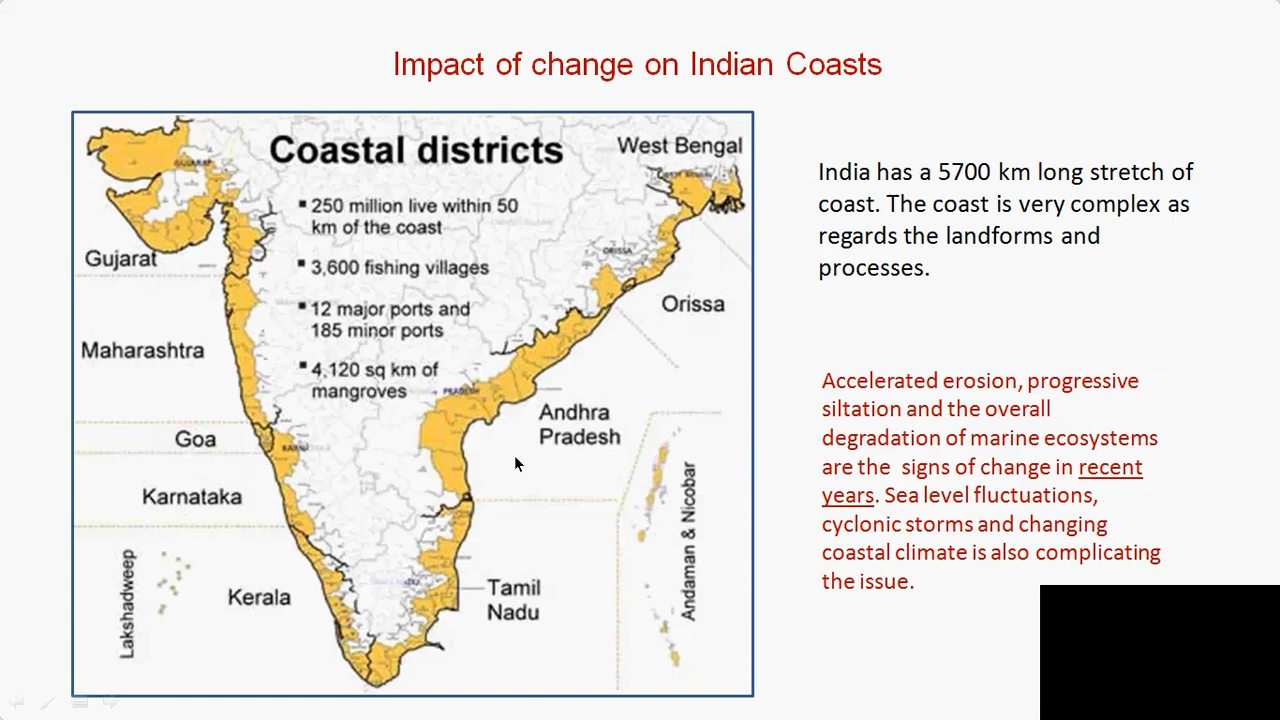 Impact of change on Indian Coasts
Coastal districts
▪ 250 million live within 50
km of the coast
▪ 3,600 fishing villages
▪ 12 major ports and
185 minor ports
▪ 4,120 sq km of
mangroves
West Bengal
Gujarat
GUJARAT
ORISSA
Orissa
Maharashtra
PRADESH
Andhra
Pradesh
Goa
Karnataka
Lakshadweep
Kerala
Tamil
Nadu
Andaman & Nicobar
India has a 5700 km long stretch of
coast. The coast is very complex as
regards the landforms and
processes.
Accelerated erosion, progressive
siltation and the overall
degradation of marine ecosystems
are the signs of change in recent
years. Sea level fluctuations,
cyclonic storms and changing
coastal climate is also complicating
the issue.